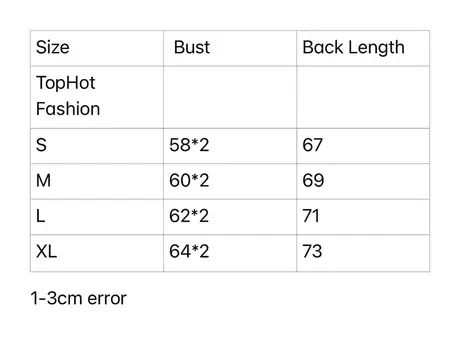 Size Bust Back Length
TopHot
Fashion
S 58*2 67
M 60*2 69
L 62*2 71
XL 64*2 73
1-3cm error